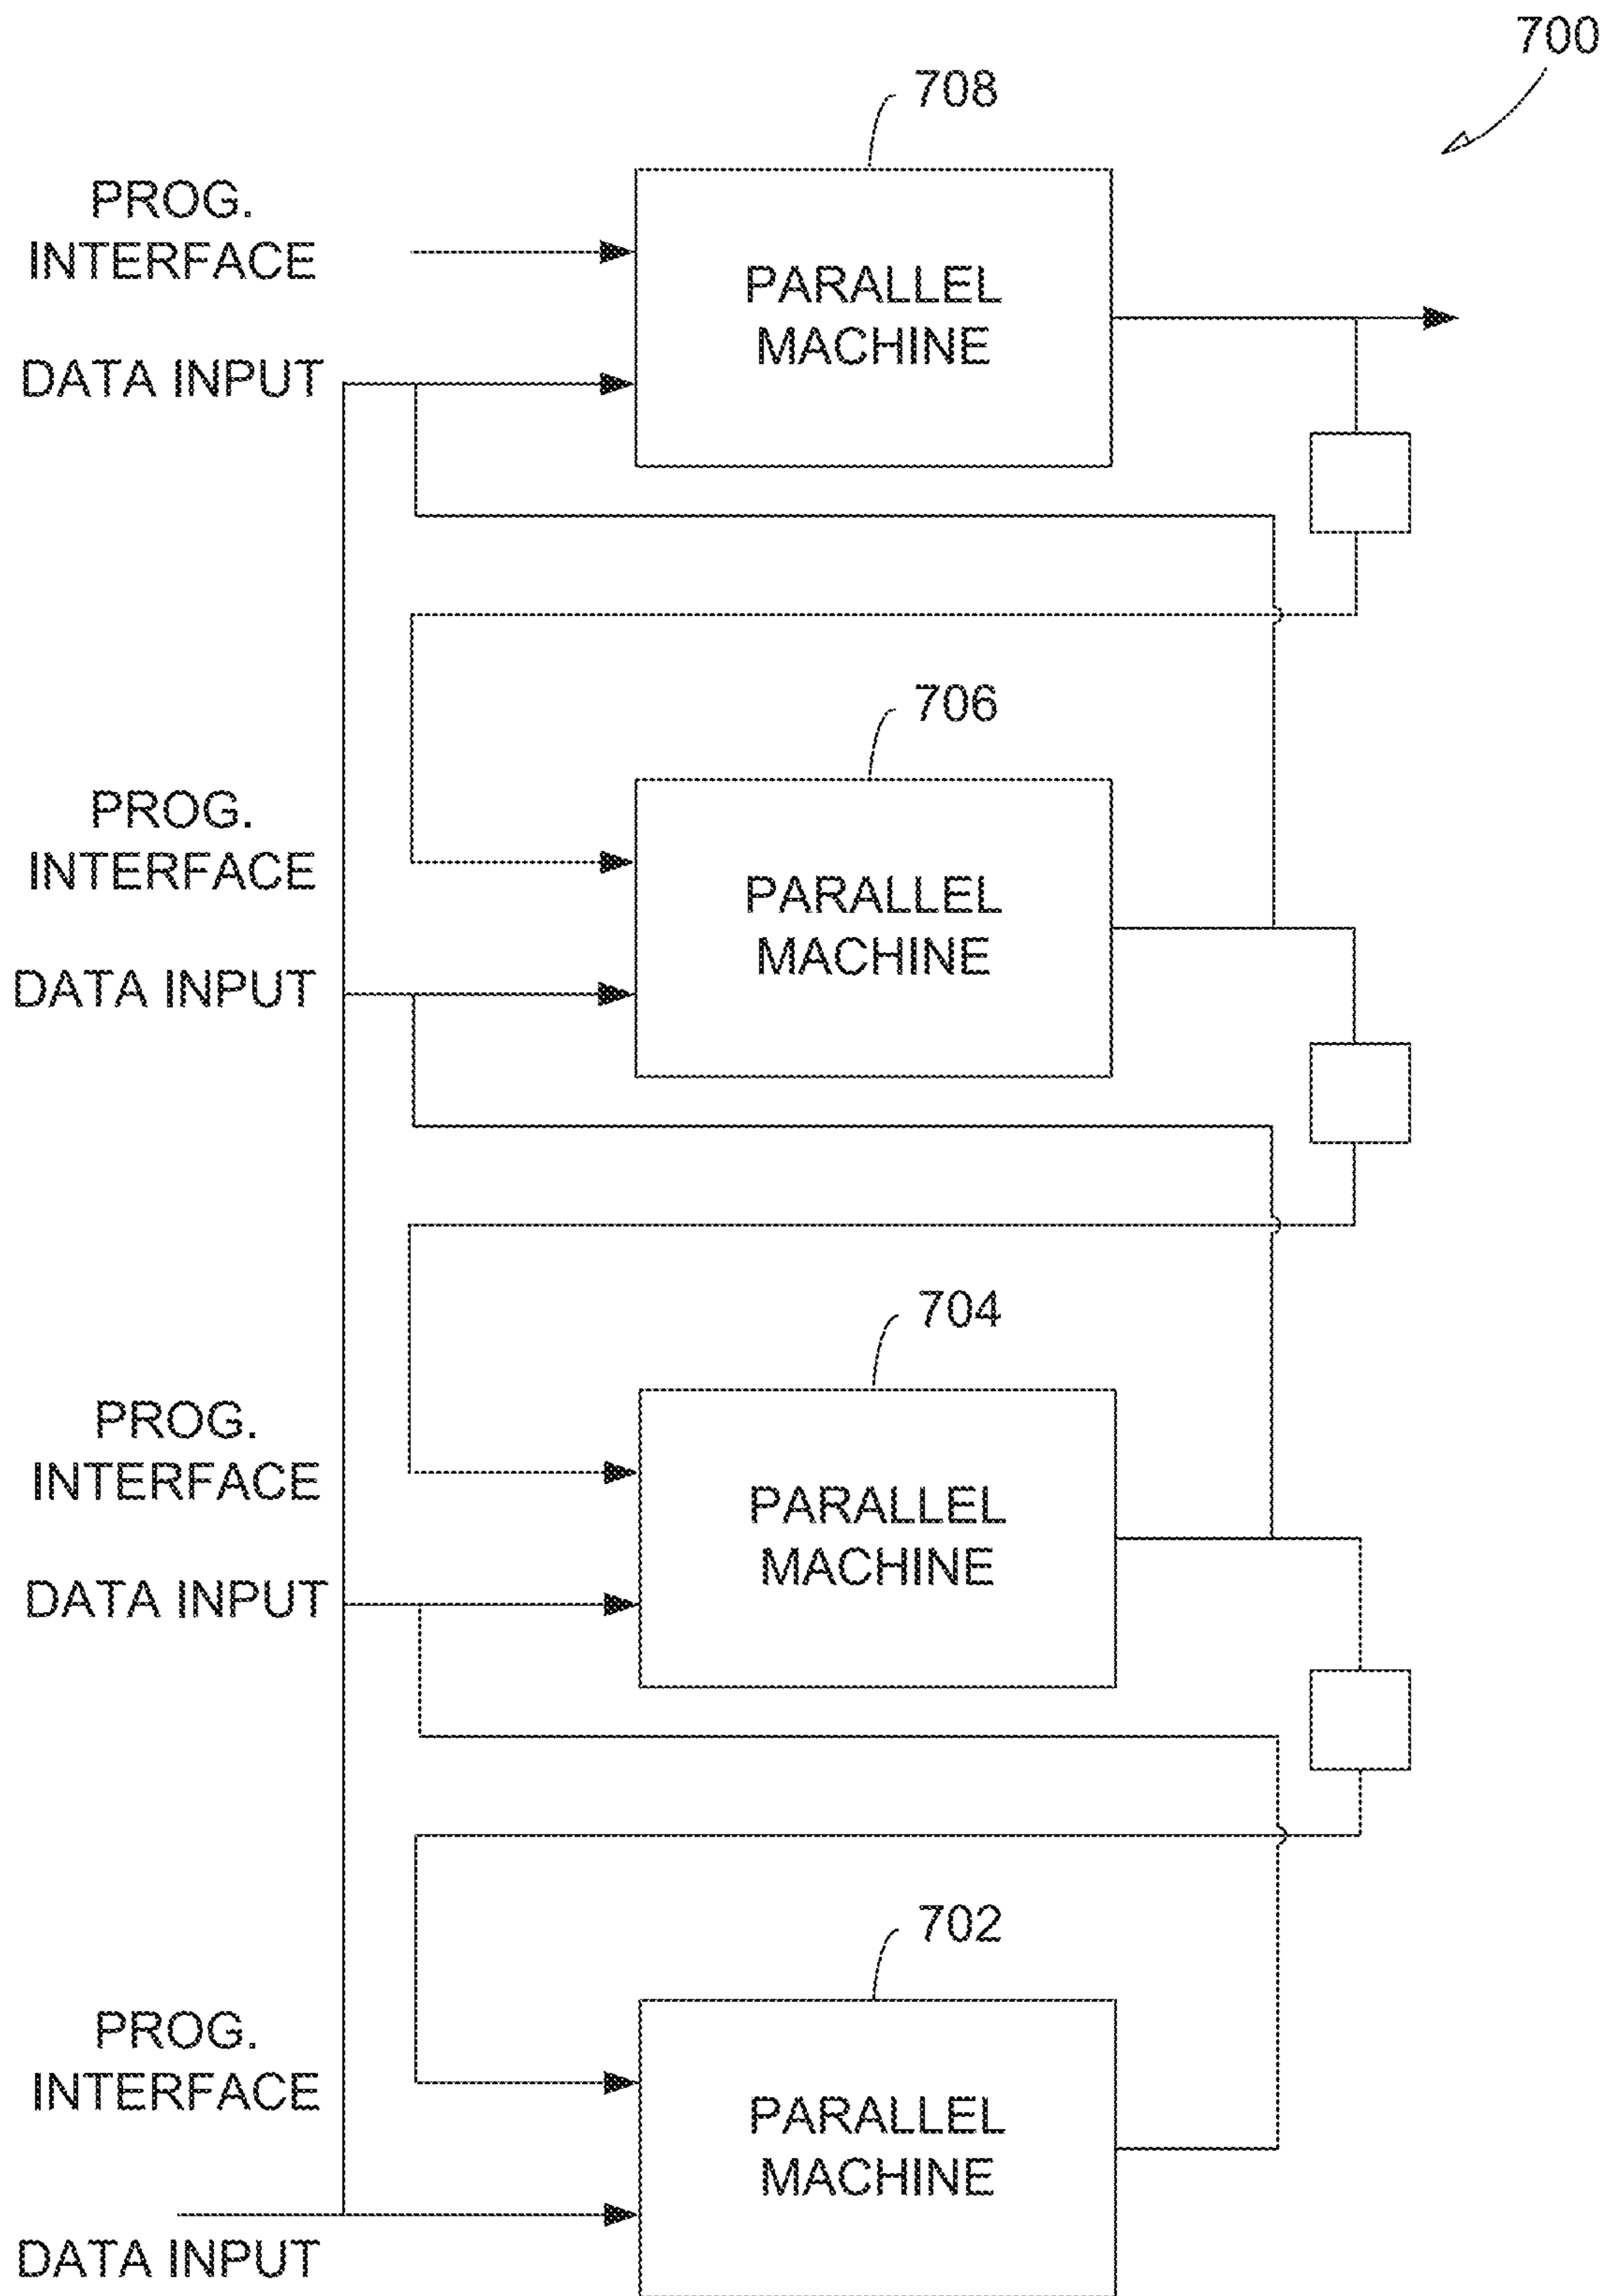 700
708
PROG.
INTERFACE
PARALLEL
MACHINE
DATA INPUT
706
PROG.
INTERFACE
PARALLEL
MACHINE
DATA INPUT
704
PROG.
INTERFACE
PARALLEL
MACHINE
DATA INPUT
702
PROG.
INTERFACE
PARALLEL
MACHINE
DATA INPUT